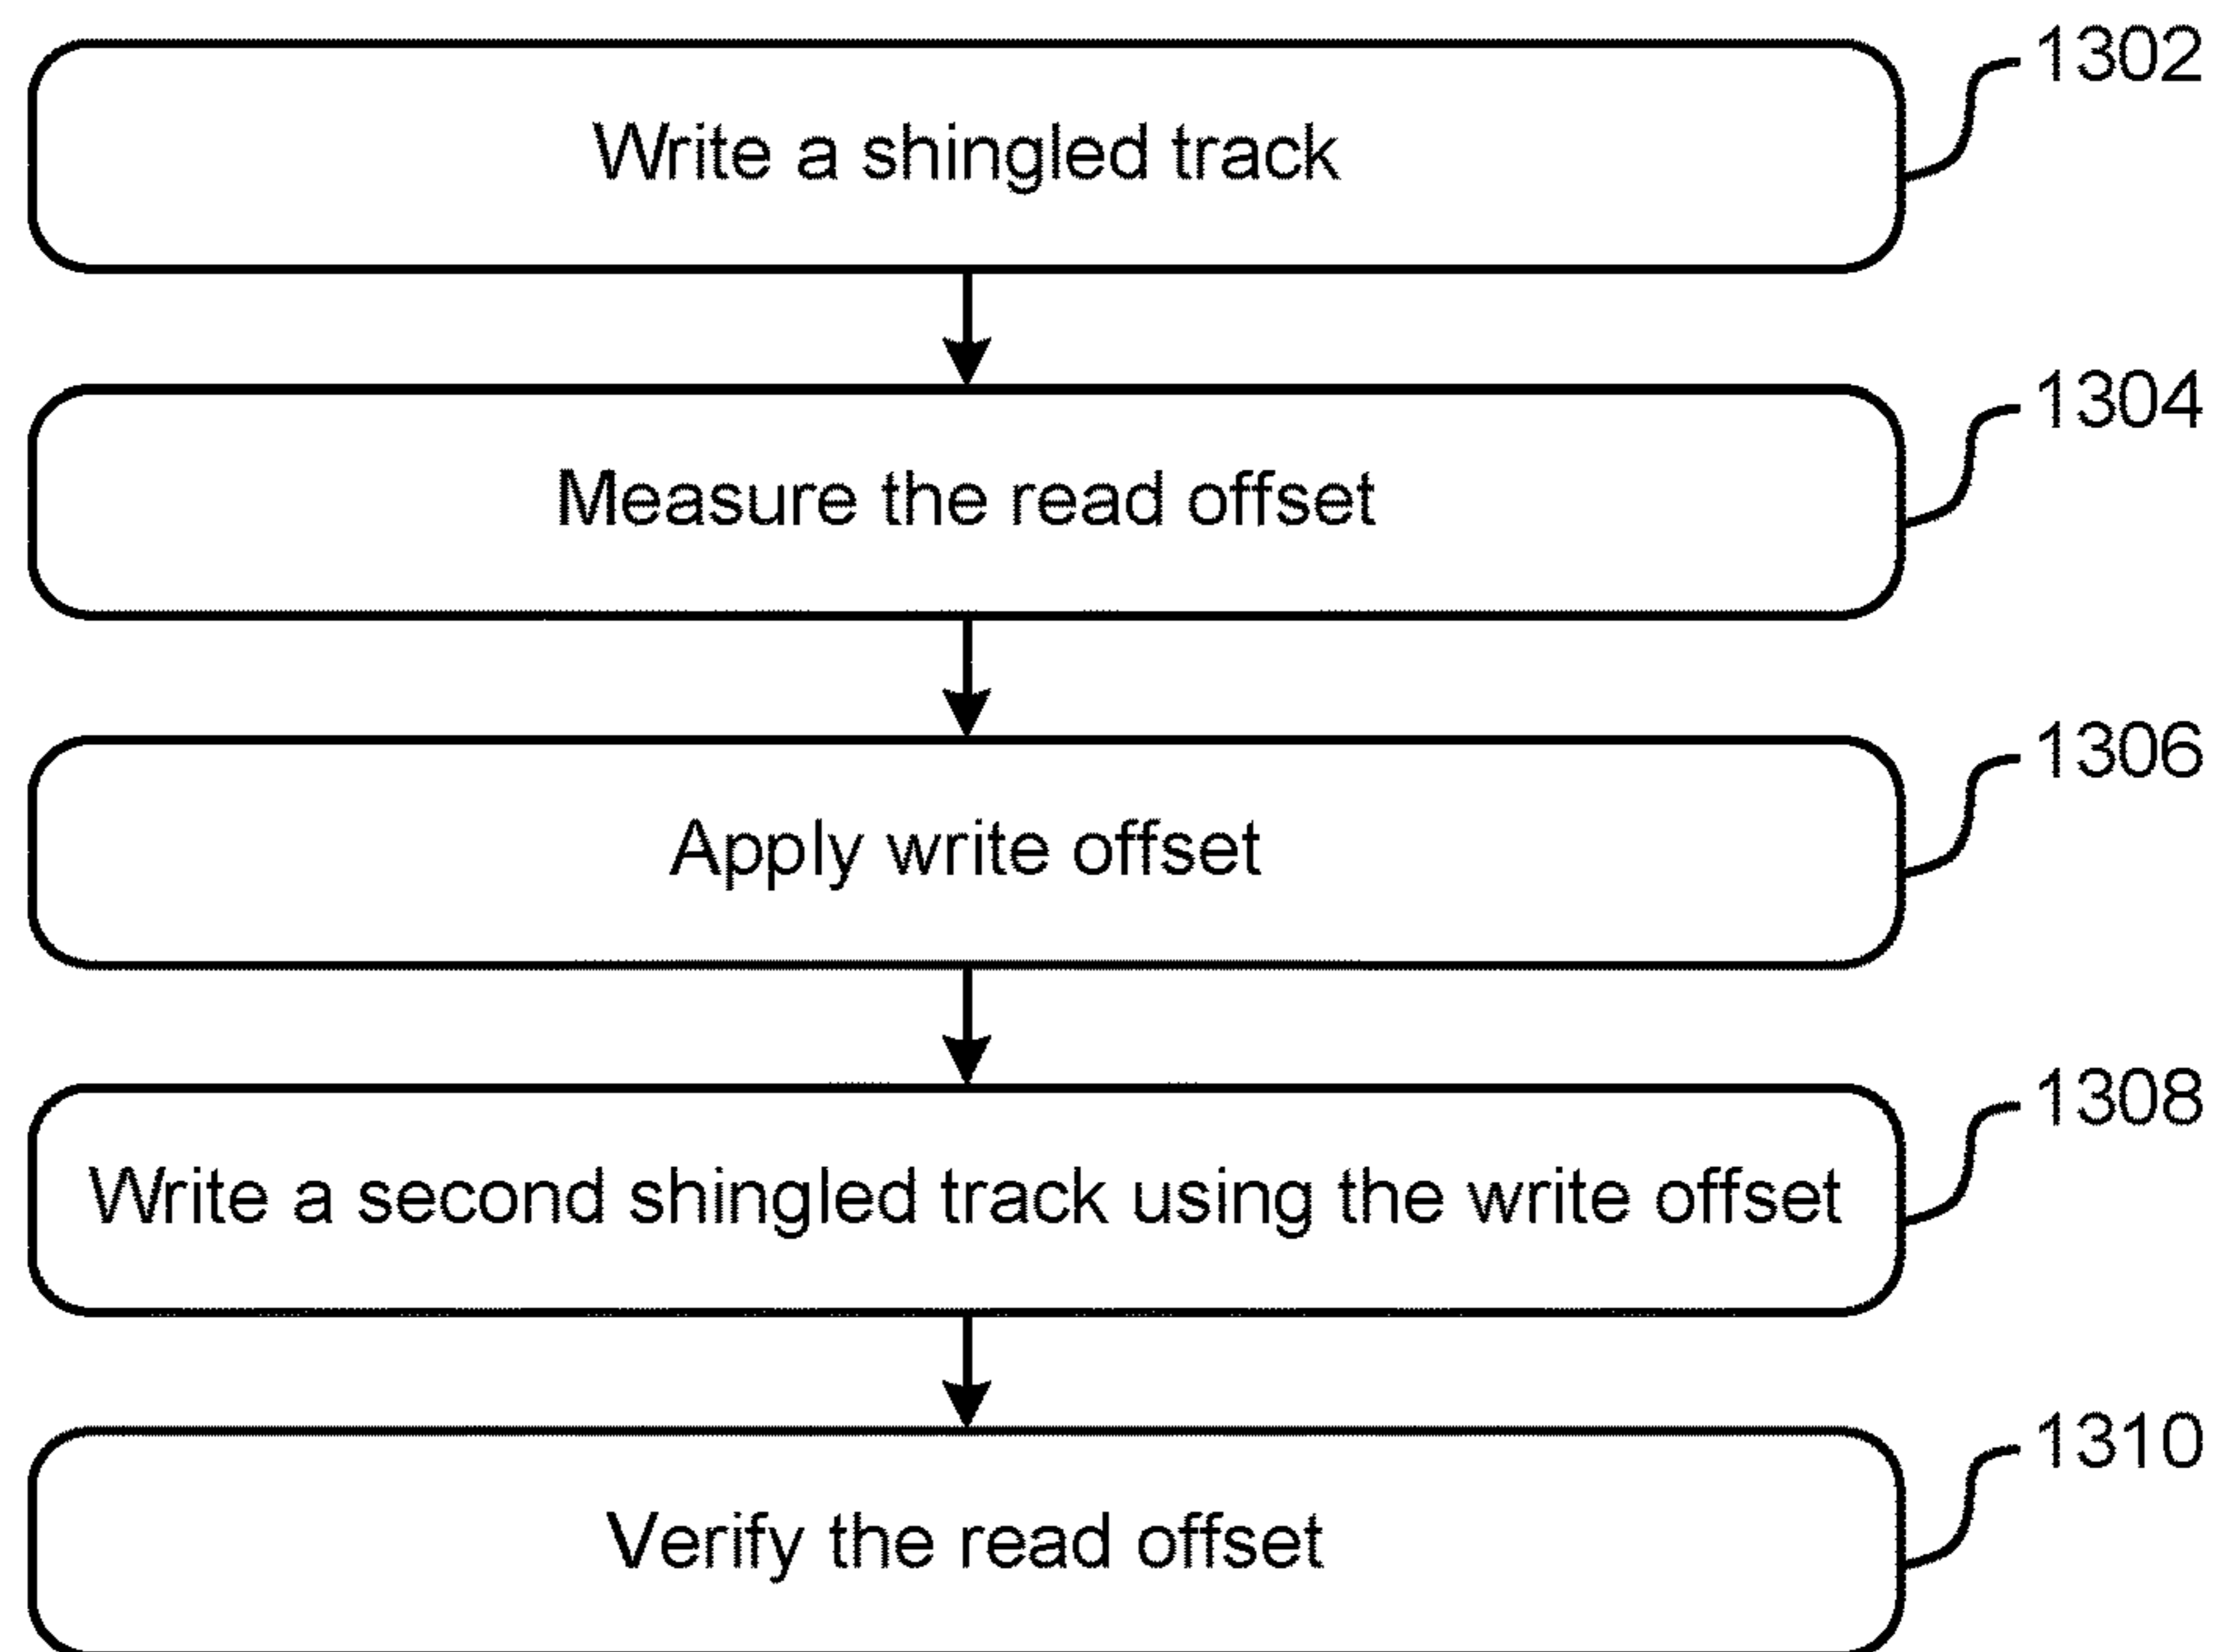 1302
Write a shingled track
1304
Measure the read offset
1306
Apply write offset
1308
Write a second shingled track using the write offset
1310
Verify the read offset